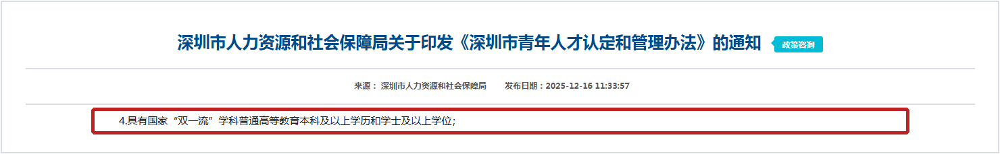 深圳市人力资源和社会保障局关于印发《深圳市青年人才认定和管理办法》的通知 政策咨询
来源： 深圳市人力资源和社会保障局 发布日期：2025-12-16 11:33:57
4.具有国家“双一流”学科普通高等教育本科及以上学历和学士及以上学位；